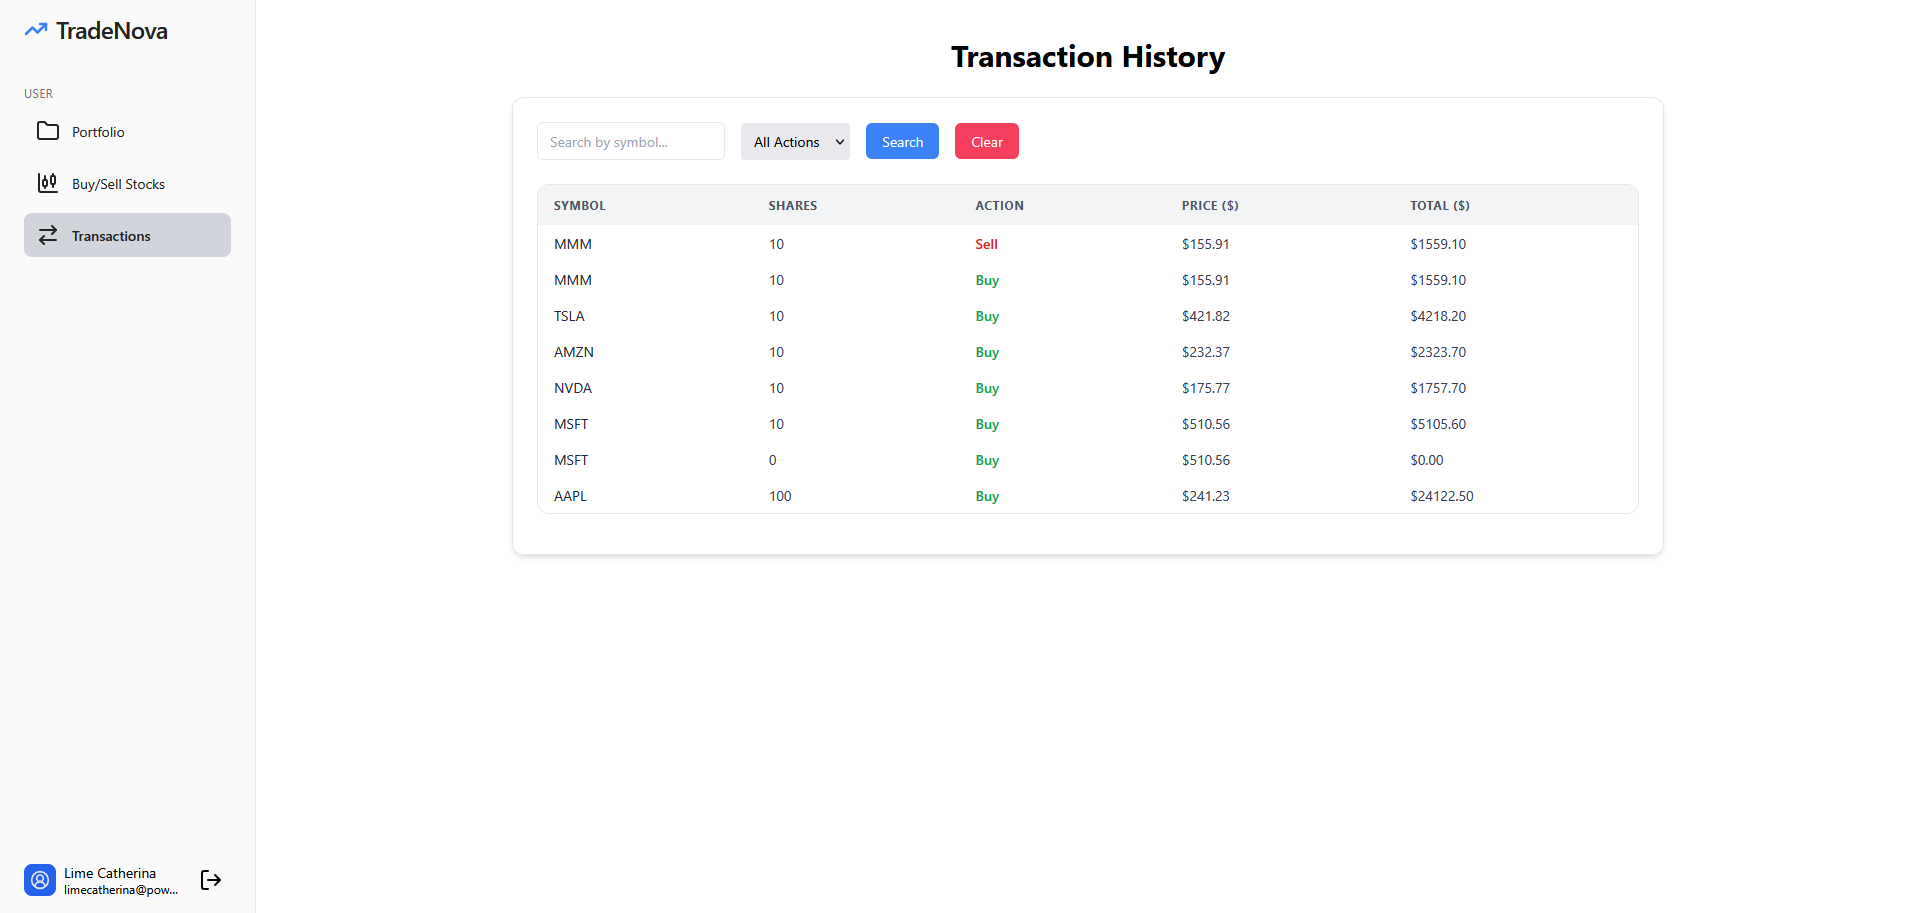 TradeNova
USER
Portfolio
Buy/Sell Stocks
Transactions
Transaction History
Search by symbol... All Actions Search Clear
SYMBOL SHARES ACTION PRICE ($) TOTAL ($)
MMM 10 Sell $155.91 $1559.10
MMM 10 Buy $155.91 $1559.10
TSLA 10 Buy $421.82 $4218.20
AMZN 10 Buy $232.37 $2323.70
NVDA 10 Buy $175.77 $1757.70
MSFT 10 Buy $510.56 $5105.60
MSFT 0 Buy $510.56 $0.00
AAPL 100 Buy $241.23 $24122.50
Lime Catherina
limecatherina@pow...